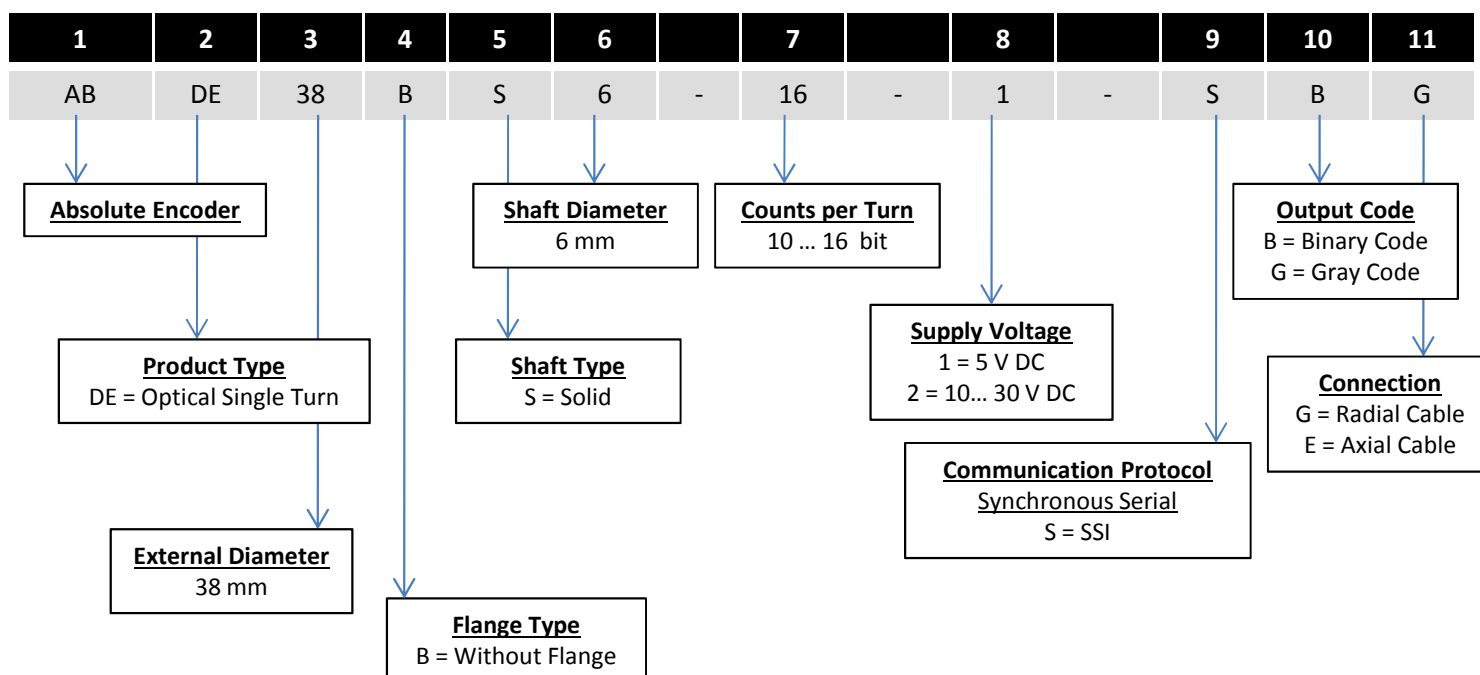 1 2 3 4 5 6 7 8 9 10 11
AB DE 38 B S 6 - 16 - 1 - S B G
Absolute Encoder
Shaft Diameter
6 mm
Counts per Turn
10 ... 16 bit
Output Code
B = Binary Code
G = Gray Code
Product Type
DE = Optical Single Turn
Shaft Type
S = Solid
Supply Voltage
1 = 5 V DC
2 = 10... 30 V DC
Connection
G = Radial Cable
E = Axial Cable
Communication Protocol
Synchronous Serial
S = SSI
External Diameter
38 mm
Flange Type
B = Without Flange